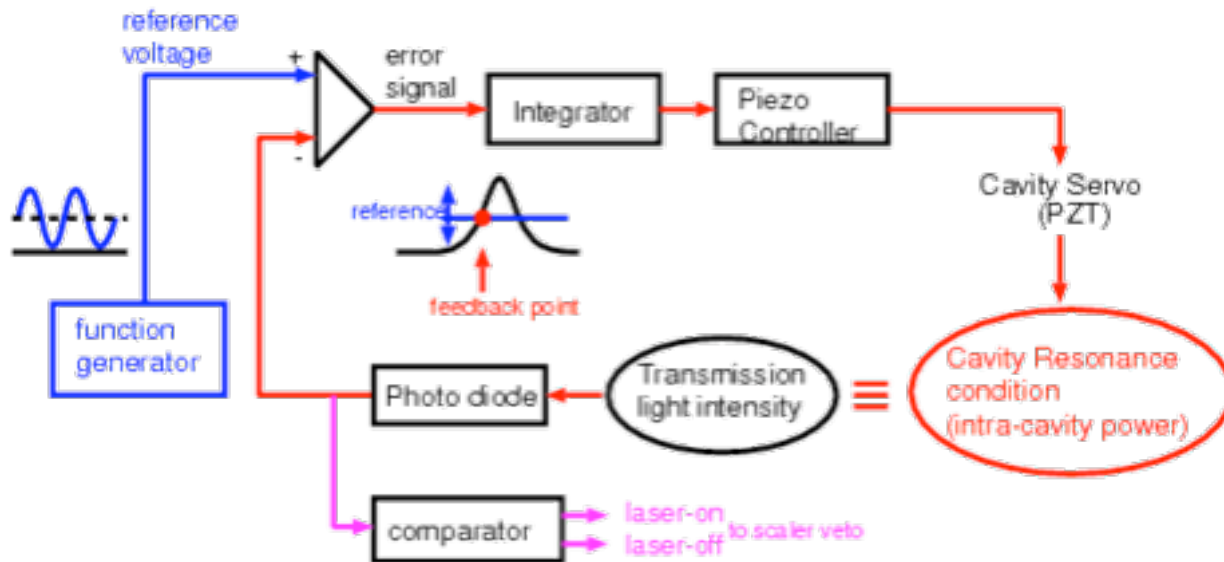 reference
voltage
+
-
error
signal
Integrator
Piezo
Controller
Cavity Servo
(PZT)
reference
feedback point
function
generator
Photo diode
Transmission
light intensity
Cavity Resonance
condition
(intra-cavity power)
comparator
laser-on
laser-off
to scaler veto